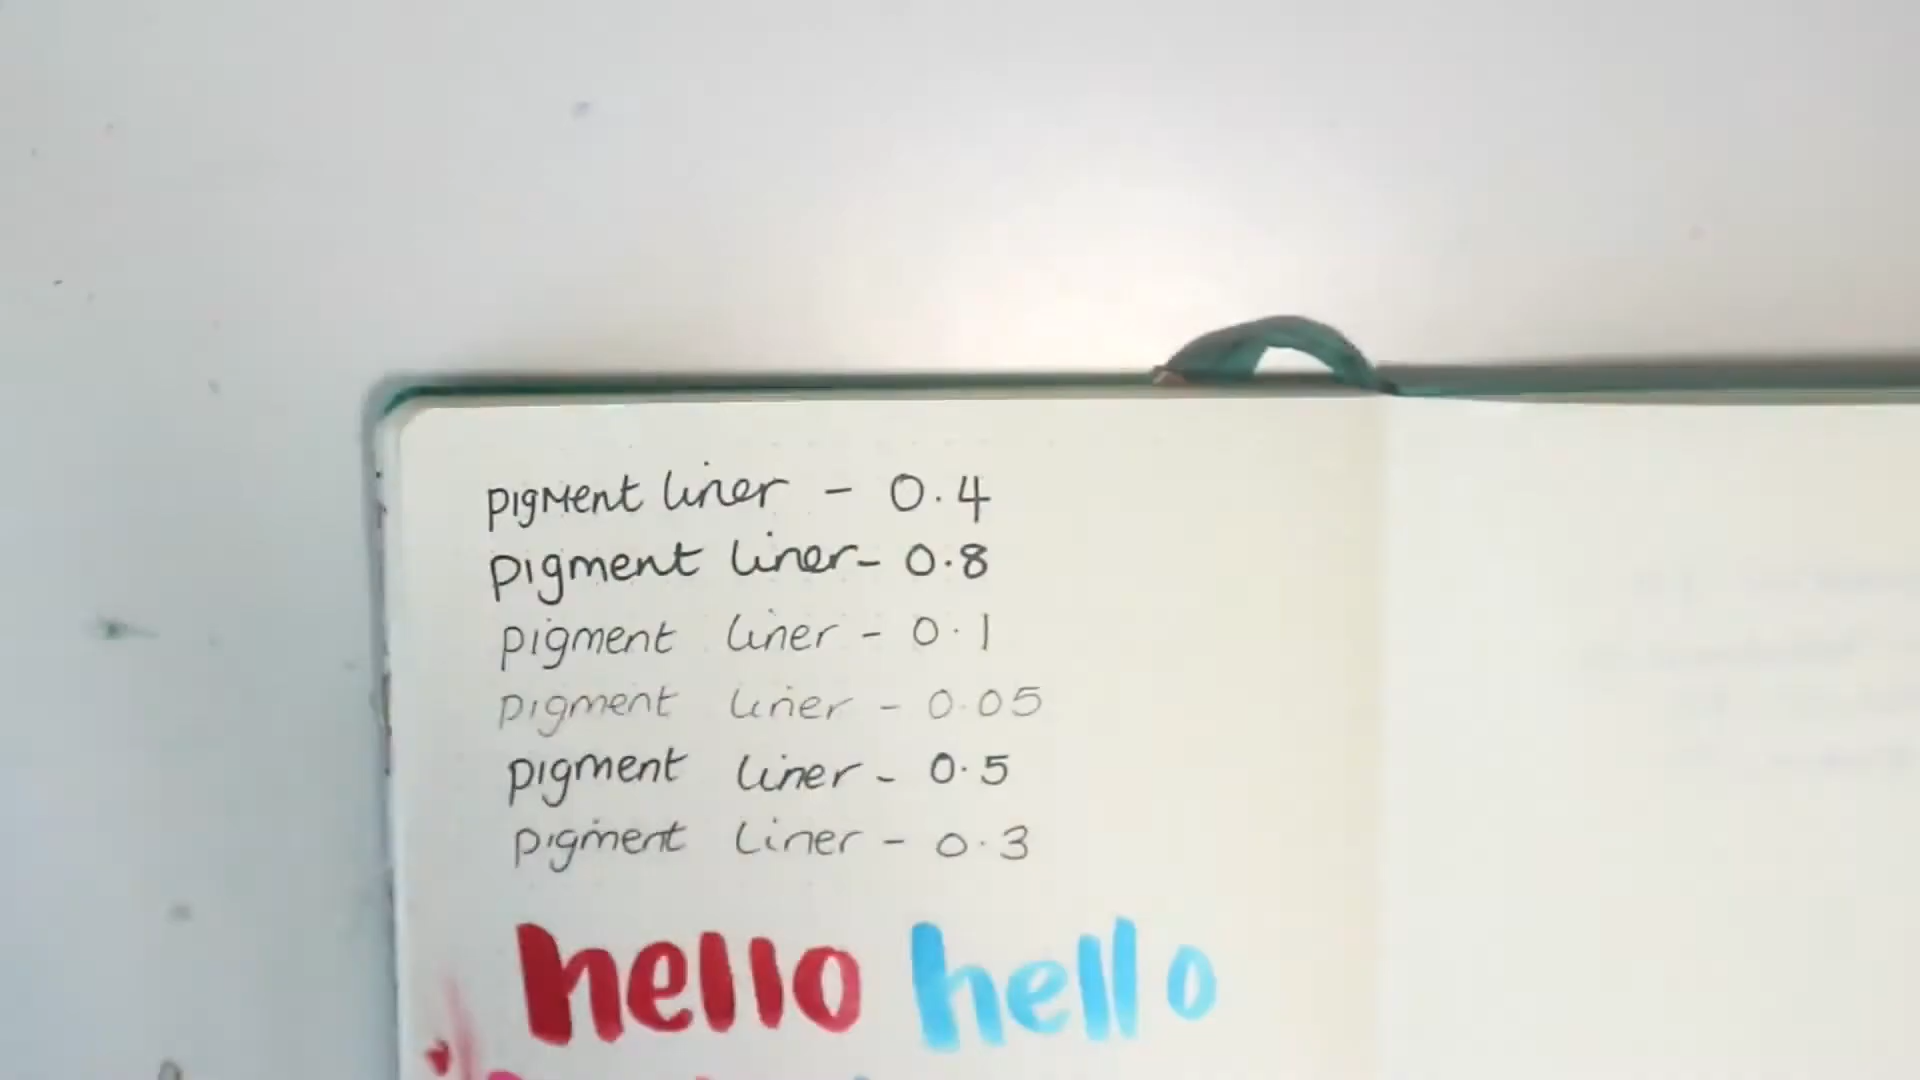 pigment liner - 0.4
pigment liner - 0.8
pigment liner - 0.1
pigment liner - 0.05
pigment liner - 0.5
pigment liner - 0.3
hello hello